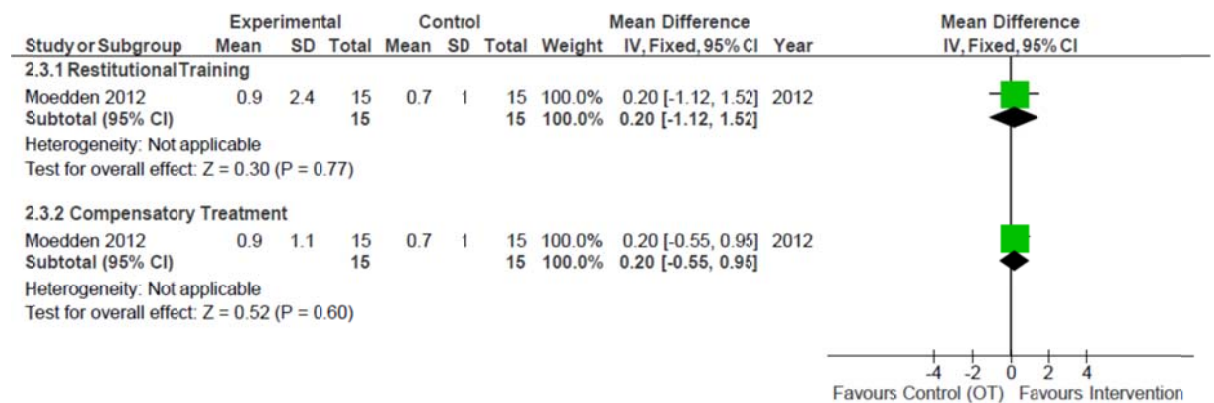 Experimental Control Mean Difference Mean Difference
Study or Subgroup Mean SD Total Mean SD Total Weight IV, Fixed, 95% CI Year IV, Fixed, 95% CI
2.3.1 Restitutional Training
Moedden 2012 0.9 2.4 15 0.7 1 15 100.0% 0.20 [-1.12, 1.52] 2012
Subtotal (95% CI) 15 15 100.0% 0.20 [-1.12, 1.52]
Heterogeneity: Not applicable
Test for overall effect: Z = 0.30 (P = 0.77)
2.3.2 Compensatory Treatment
Moedden 2012 0.9 1.1 15 0.7 1 15 100.0% 0.20 [-0.55, 0.95] 2012
Subtotal (95% CI) 15 15 100.0% 0.20 [-0.55, 0.95]
Heterogeneity: Not applicable
Test for overall effect: Z = 0.52 (P = 0.60)
-4 -2 0 2 4
Favours Control (OT) Favours Intervention